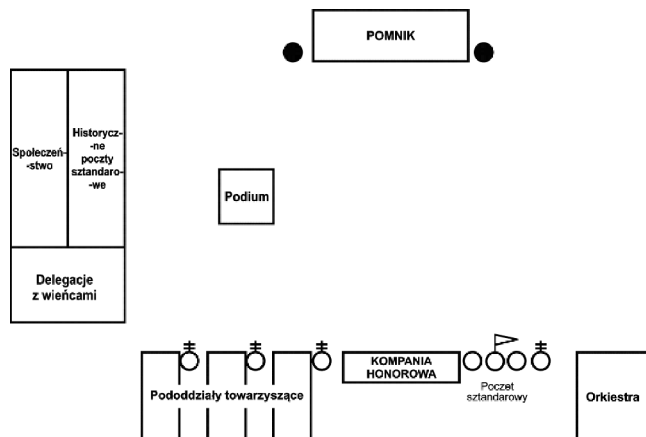 POMNIK
Społeczeń-
-stwo
Historycz-
-ne
poczty
sztandaro-
-we
Podium
Delegacje
z wieńcami
KOMPANIA
HONOROWA
Pododdziały towarzyszące
Poczet
sztandarowy
Orkiestra